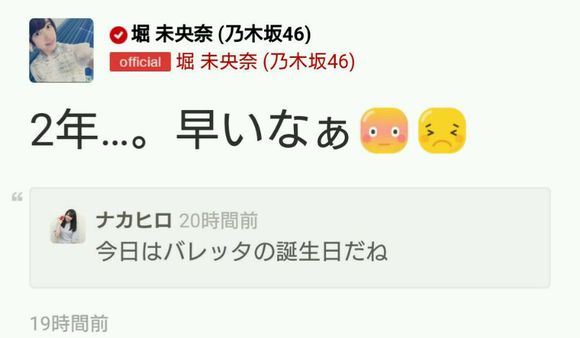 堀 未央奈 (乃木坂46)
official 堀 未央奈 (乃木坂46)
2年…。早いなぁ😳😣
ナカヒロ 20時間前
今日はバレッタの誕生日だね
19時間前